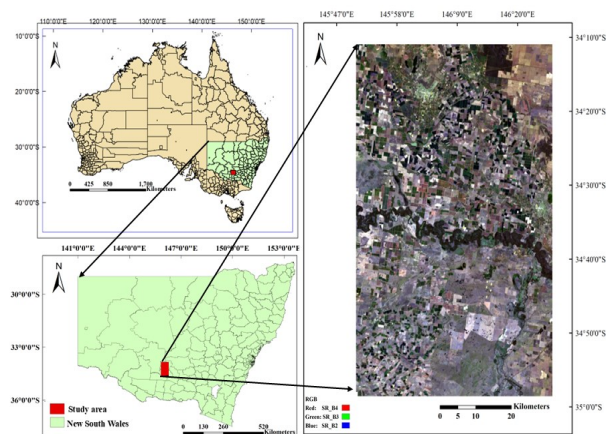 110°0'0"E 120°0'0"E 130°0'0"E 140°0'0"E 150°0'0"E
10°0'0"S
20°0'0"S
30°0'0"S
40°0'0"S
N
0 425 850 1,700
Kilometers
141°0'0"E 144°0'0"E 147°0'0"E 150°0'0"E 153°0'0"E
30°0'0"S
33°0'0"S
36°0'0"S
N
Study area
New South Wales
0 130 260 520
Kilometers
145°47'0"E 145°58'0"E 146°9'0"E 146°20'0"E
34°10'0"S
34°20'0"S
34°30'0"S
34°40'0"S
34°50'0"S
35°0'0"S
N
RGB
Red: SR_B4
Green: SR_B3
Blue: SR_B2
Kilometers
0 5 10 20